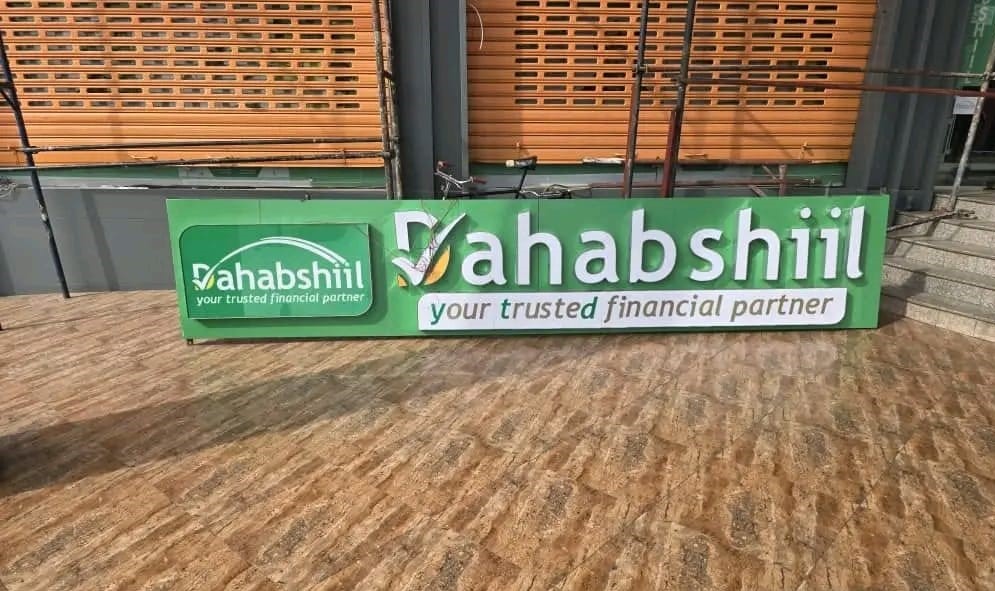 Dahabshiil
your trusted financial partner
Dahabshiil
your trusted financial partner